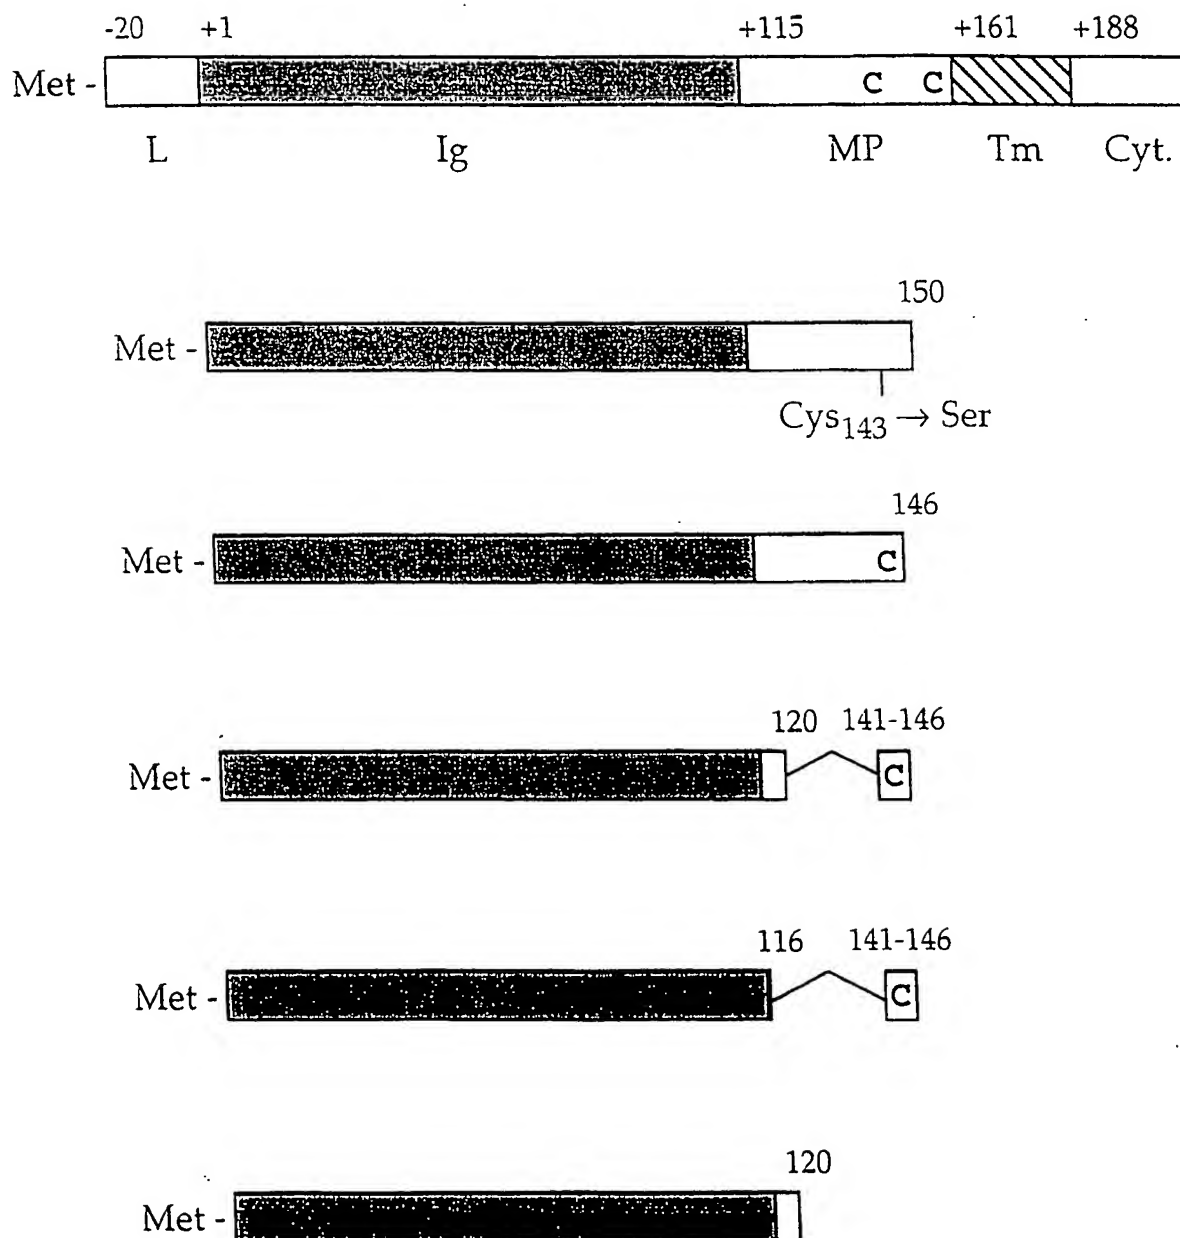 -20 +1 +115 +161 +188
Met - C C
L Ig MP Tm Cyt.
150
Met -
Cys143 → Ser
146
Met - C
120 141-146
Met - C
116 141-146
Met - C
120
Met -